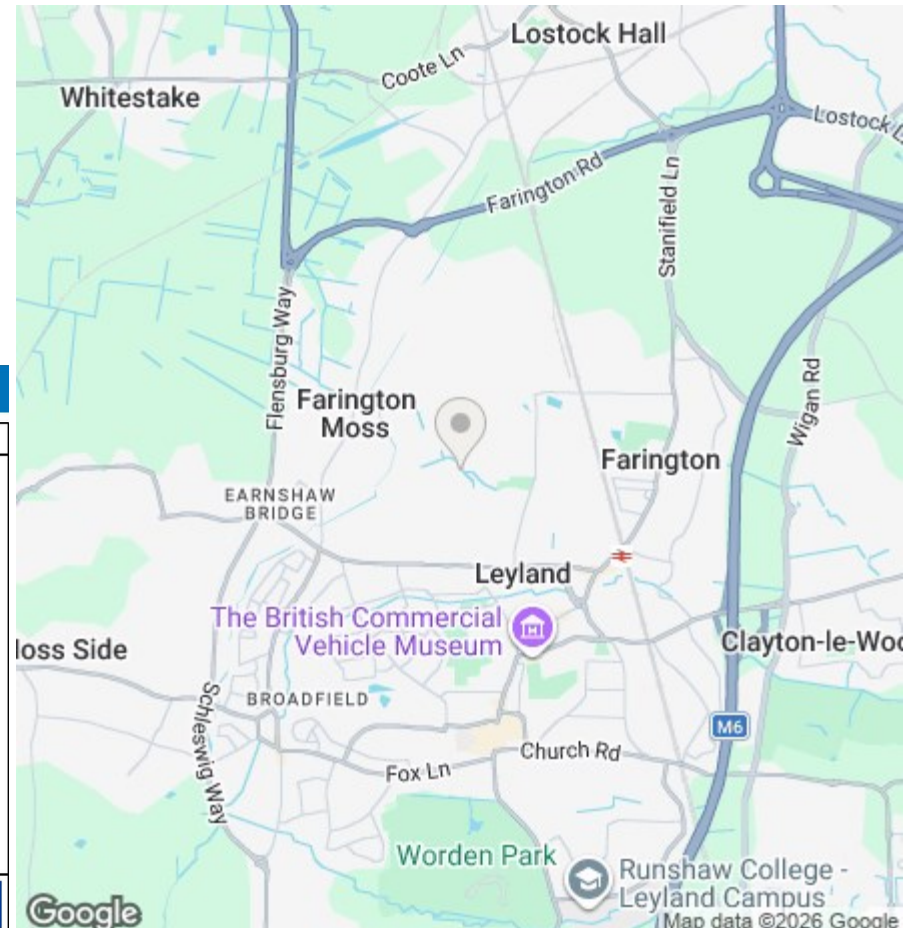 Lostock Hall
Coote Ln
Whitestake
Lostock L
Farington Rd
Stanifield Ln
Flensburg Way
Wigan Rd
Farington
Moss
Farington
EARNSHAW
BRIDGE
Leyland
The British Commercial
Vehicle Museum
loss Side
Clayton-le-Woo
BROADFIELD
Schleswig Way
M6
Church Rd
Fox Ln
Worden Park
Runshaw College -
Leyland Campus
Google
Map data ©2026 Google